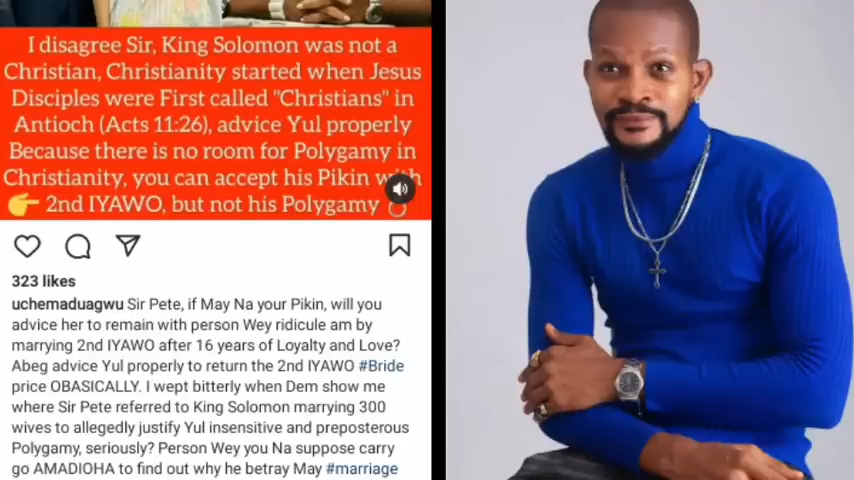 I disagree Sir, King Solomon was not a
Christian, Christianity started when Jesus
Disciples were First called "Christians" in
Antioch (Acts 11:26), advice Yul properly
Because there is no room for Polygamy in
Christianity, you can accept his Pikin with
👉 2nd IYAWO, but not his Polygamy
323 likes
uchemaduagwu Sir Pete, if May Na your Pikin, will you
advice her to remain with person Wey ridicule am by
marrying 2nd IYAWO after 16 years of Loyalty and Love?
Abeg advice Yul properly to return the 2nd IYAWO #Bride
price OBASICALLY. I wept bitterly when Dem show me
where Sir Pete referred to King Solomon marrying 300
wives to allegedly justify Yul insensitive and preposterous
Polygamy, seriously? Person Wey you Na suppose carry
go AMADIOHA to find out why he betray May #marriage